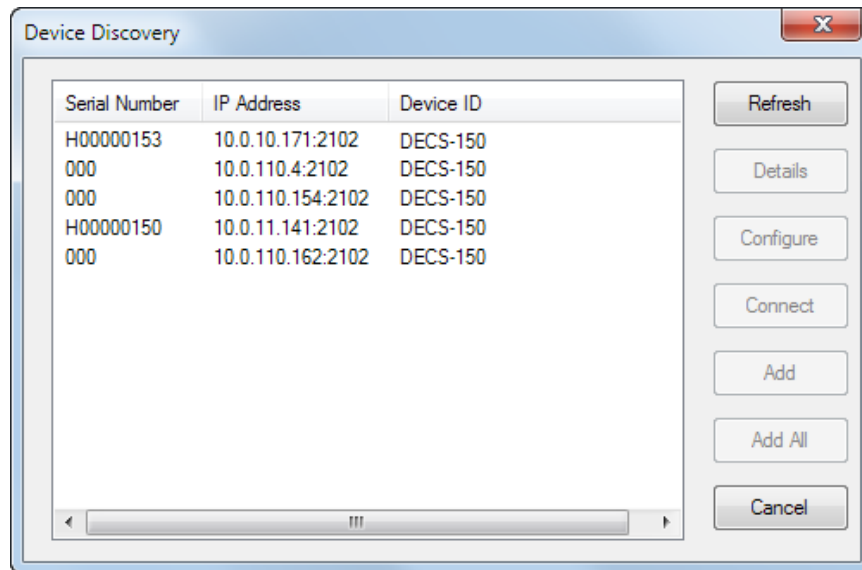 Device Discovery
Serial Number IP Address Device ID
H00000153 10.0.10.171:2102 DECS-150
000 10.0.110.4:2102 DECS-150
000 10.0.110.154:2102 DECS-150
H00000150 10.0.11.141:2102 DECS-150
000 10.0.110.162:2102 DECS-150
Refresh
Details
Configure
Connect
Add
Add All
Cancel